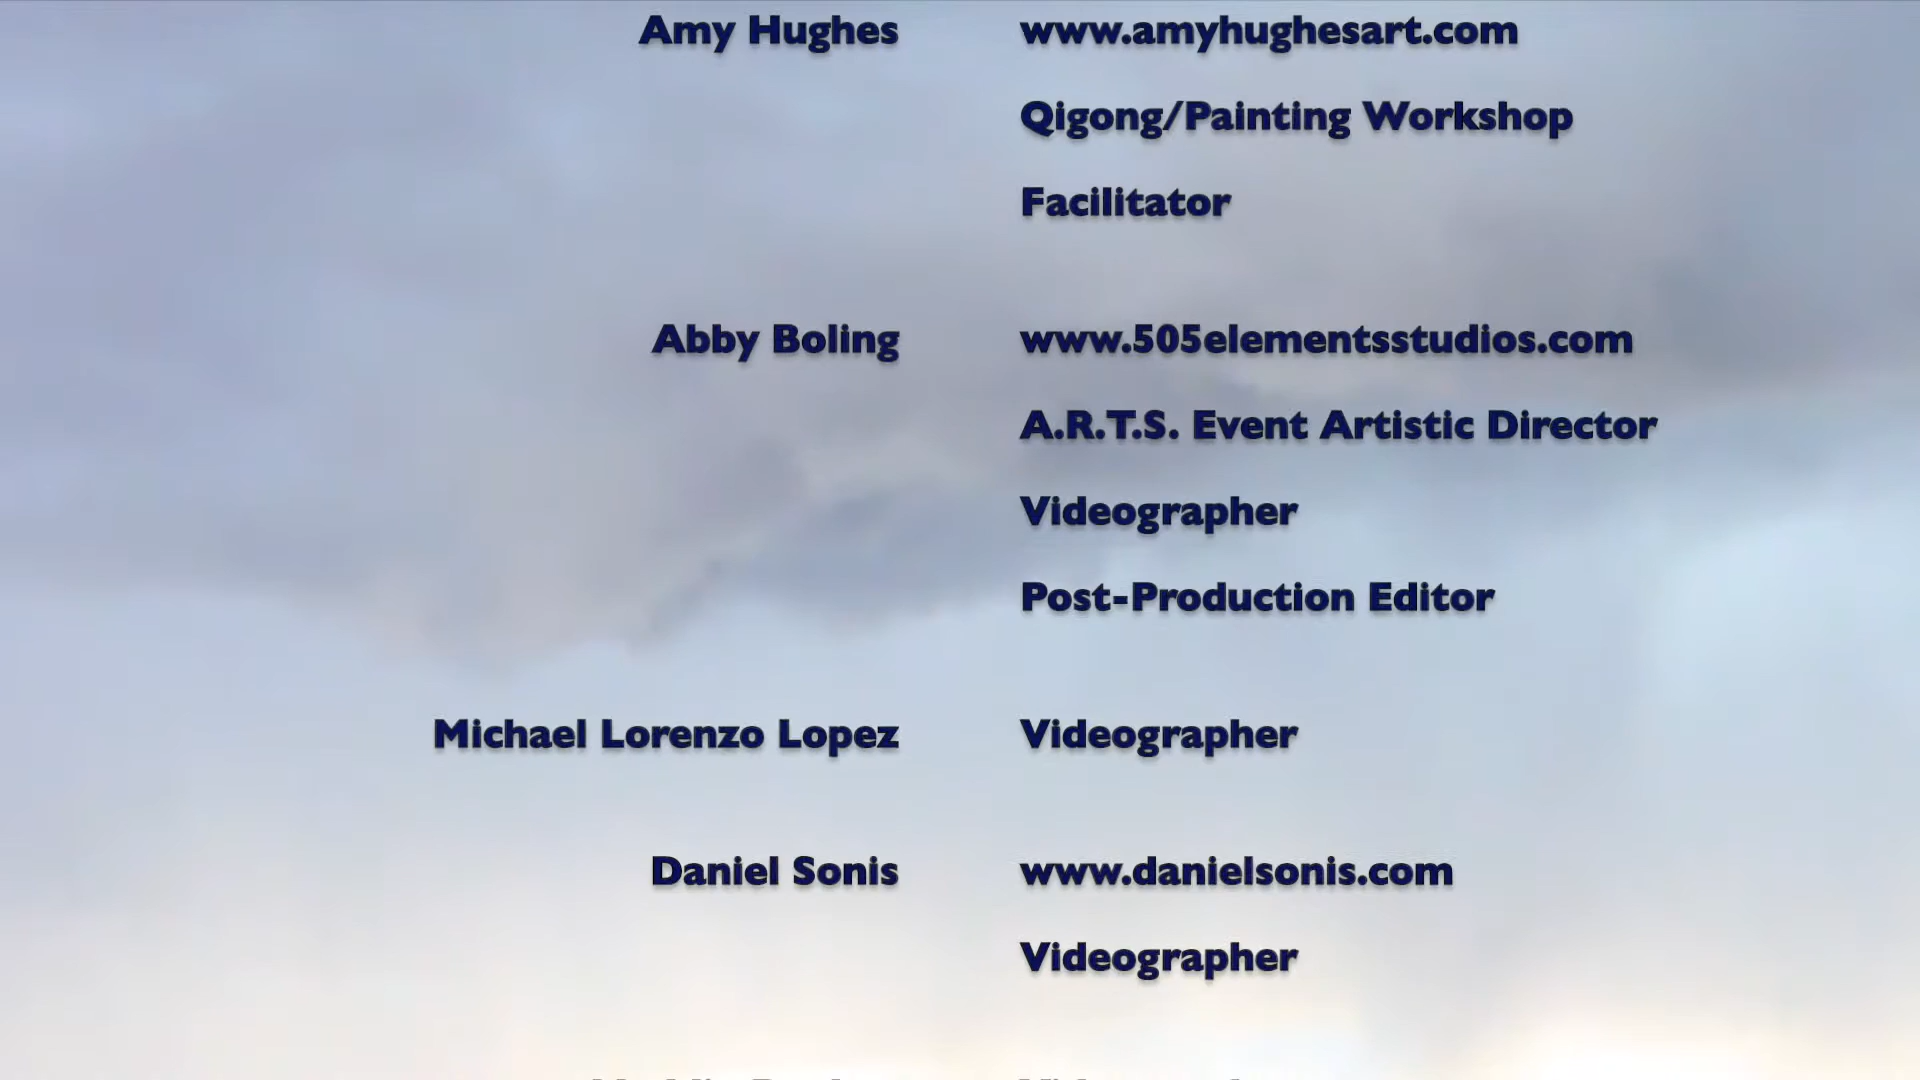 Amy Hughes www.amyhughesart.com
Qigong/Painting Workshop
Facilitator
Abby Boling www.505elementsstudios.com
A.R.T.S. Event Artistic Director
Videographer
Post-Production Editor
Michael Lorenzo Lopez Videographer
Daniel Sonis www.danielsonis.com
Videographer